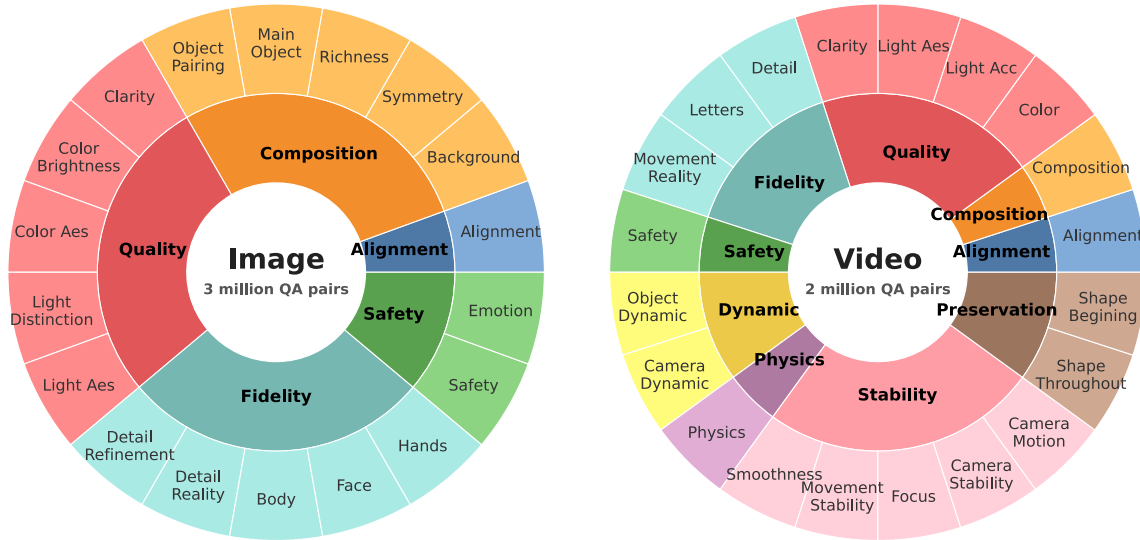 Object
Pairing
Main
Object
Richness
Symmetry
Background
Alignment
Clarity
Color
Brightness
Color Aes
Light
Distinction
Light Aes
Detail
Refinement
Detail
Reality
Body
Face
Hands
Safety
Emotion
Composition
Quality
Alignment
Safety
Fidelity
Image
3 million QA pairs
Clarity
Light Aes
Light Acc
Color
Composition
Alignment
Detail
Letters
Movement
Reality
Safety
Object
Dynamic
Camera
Dynamic
Physics
Smoothness
Movement
Stability
Focus
Camera
Stability
Camera
Motion
Shape
Throughout
Shape
Begining
Quality
Fidelity
Composition
Safety
Alignment
Dynamic
Preservation
Physics
Stability
Video
2 million QA pairs